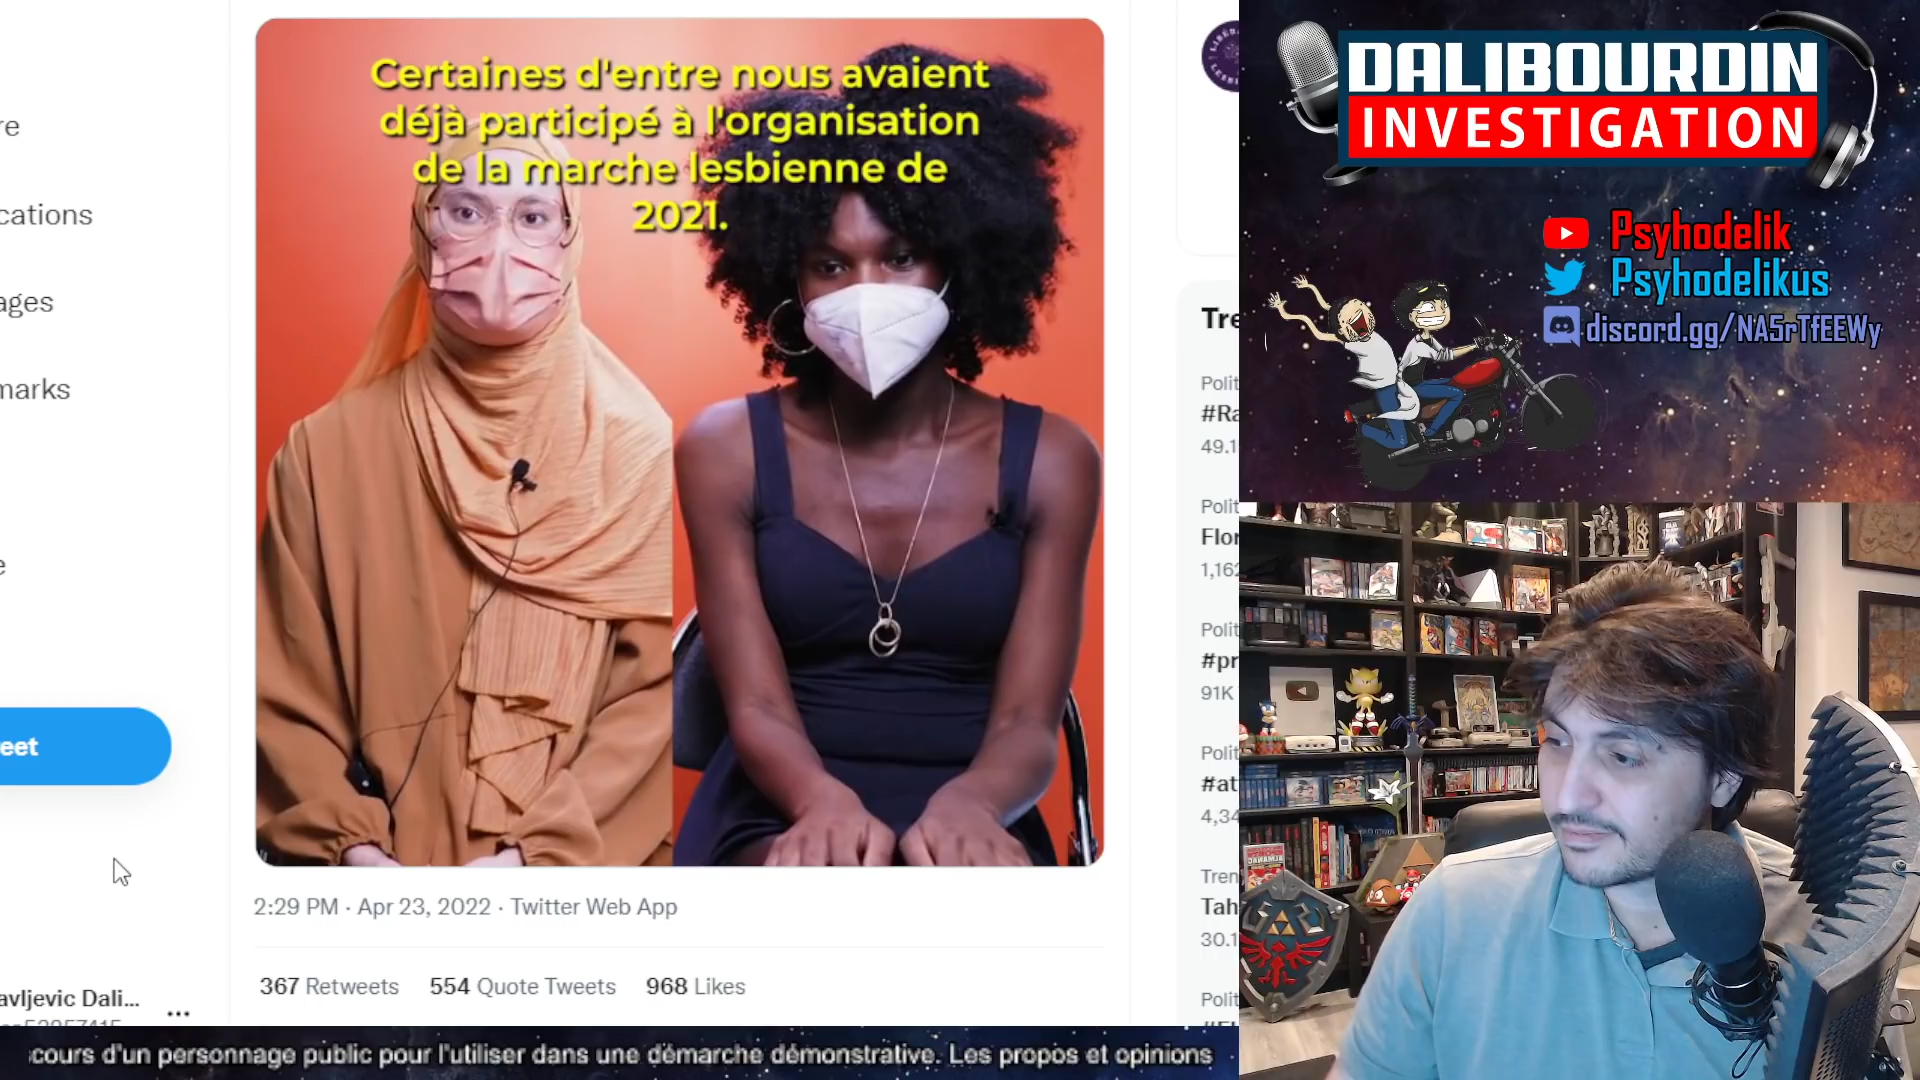 Certaines d'entre nous avaient
déjà participé à l'organisation
de la marche lesbienne de
2021.
re
cations
ages
marks
e
eet
2:29 PM · Apr 23, 2022 · Twitter Web App
367 Retweets 554 Quote Tweets 968 Likes
avljevic Dali...
Tre
Polit
#Ra
49.1
Polit
Flor
1,162
Polit
#pr
91K
Polit
#at
4,34
Tren
Tah
30.1
Polit
DALIBOURDIN
INVESTIGATION
Psyhodelik
Psyhodelikus
discord.gg/NA5rTfEEWy
cours d'un personnage public pour l'utiliser dans une démarche démonstrative. Les propos et opinions